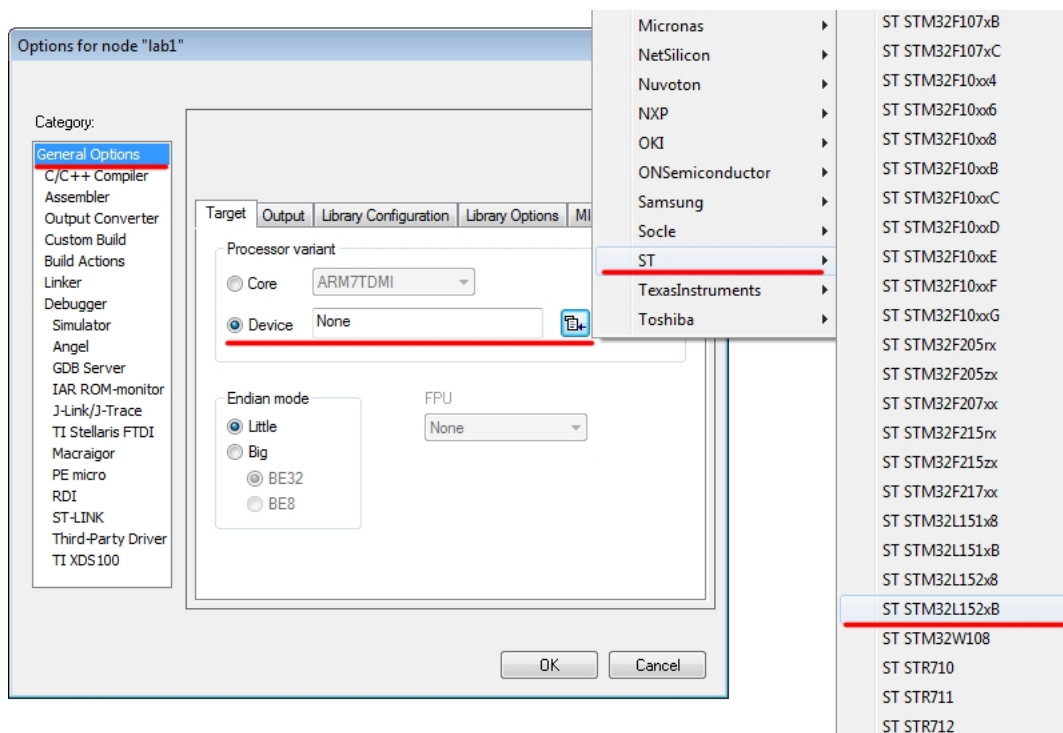 Options for node "lab1"
Category:
General Options
C/C++ Compiler
Assembler
Output Converter
Custom Build
Build Actions
Linker
Debugger
Simulator
Angel
GDB Server
IAR ROM-monitor
J-Link/J-Trace
TI Stellaris FTDI
Macraigor
PE micro
RDI
ST-LINK
Third-Party Driver
TI XDS100
Target Output Library Configuration Library Options MI
Processor variant
Core ARM7TDMI
Device None
Endian mode
Little
Big
BE32
BE8
FPU
None
OK Cancel
Micronas
NetSilicon
Nuvoton
NXP
OKI
ONSemiconductor
Samsung
Socle
ST
TexasInstruments
Toshiba
ST STM32F107xB
ST STM32F107xC
ST STM32F10xx4
ST STM32F10xx6
ST STM32F10xx8
ST STM32F10xxB
ST STM32F10xxC
ST STM32F10xxD
ST STM32F10xxE
ST STM32F10xxF
ST STM32F10xxG
ST STM32F205rx
ST STM32F205zx
ST STM32F207xx
ST STM32F215rx
ST STM32F215zx
ST STM32F217xx
ST STM32L151x8
ST STM32L151xB
ST STM32L152x8
ST STM32L152xB
ST STM32W108
ST STR710
ST STR711
ST STR712